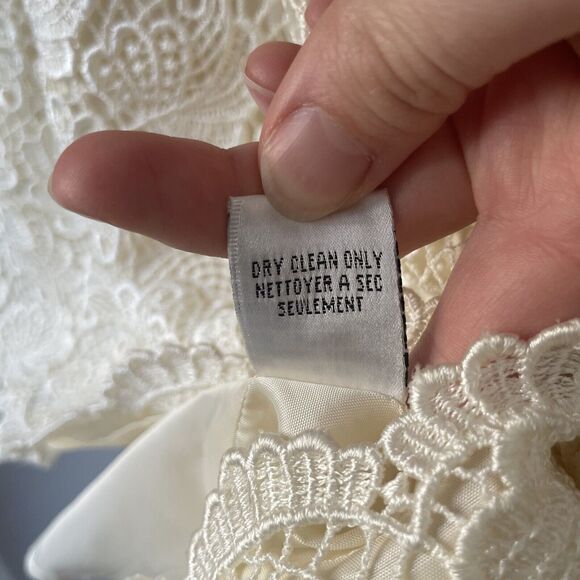 DRY CLEAN ONLY
NETTOYER A SEC
SEULEMENT